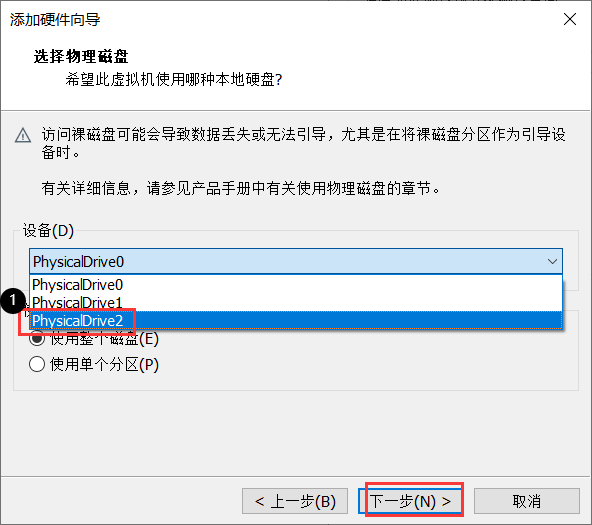 添加硬件向导
选择物理磁盘
希望此虚拟机使用哪种本地硬盘?
访问裸磁盘可能会导致数据丢失或无法引导，尤其是在将裸磁盘分区作为引导设
备时。
有关详细信息，请参见产品手册中有关使用物理磁盘的章节。
设备(D)
PhysicalDrive0
PhysicalDrive0
1
PhysicalDrive1
PhysicalDrive2
使用整个磁盘(E)
使用单个分区(P)
< 上一步(B)
下一步(N) >
取消